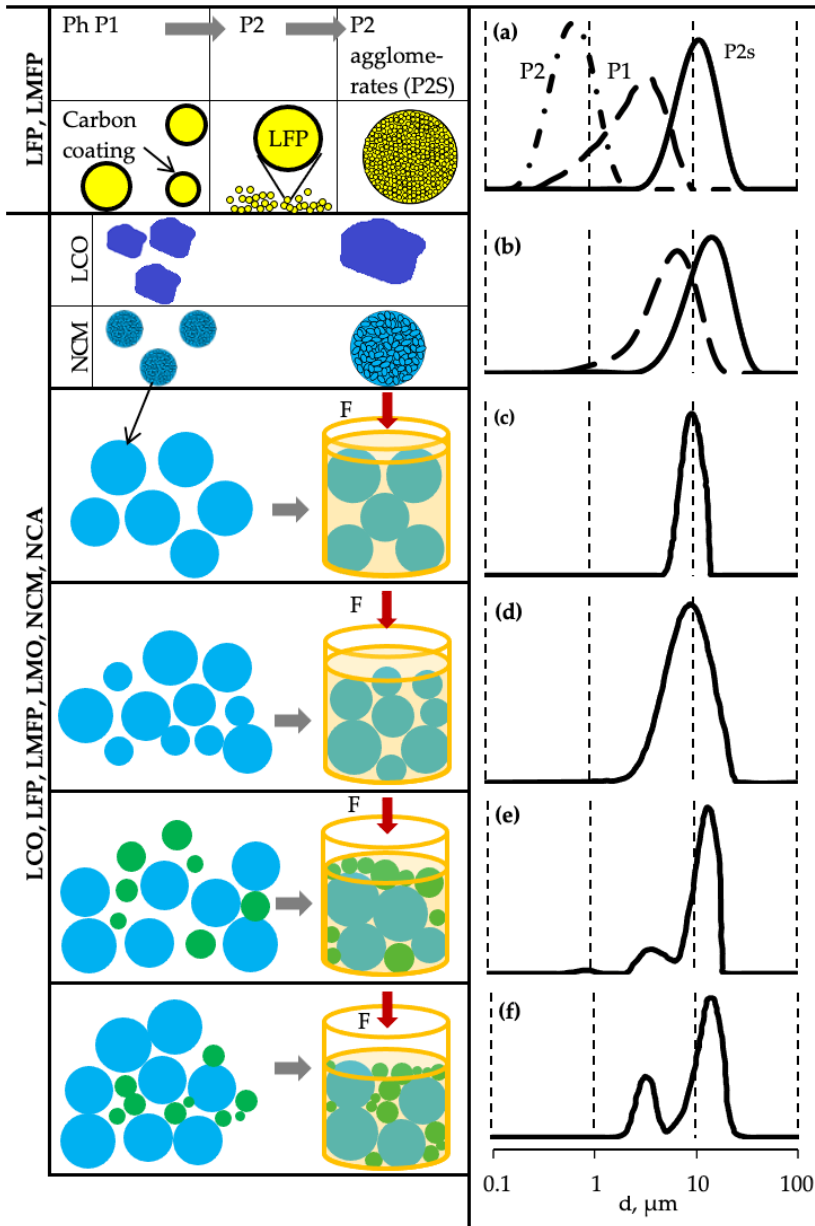 Ph P1
P2
P2
agglome-
rates (P2S)
LFP, LMFP
Carbon
coating
LFP
LCO
NCM
LCO, LFP, LMFP, LMO, NCM, NCA
F
F
F
F
(a)
P2
P1
P2s
(b)
(c)
(d)
(e)
(f)
0.1 1 10 100
d, μm